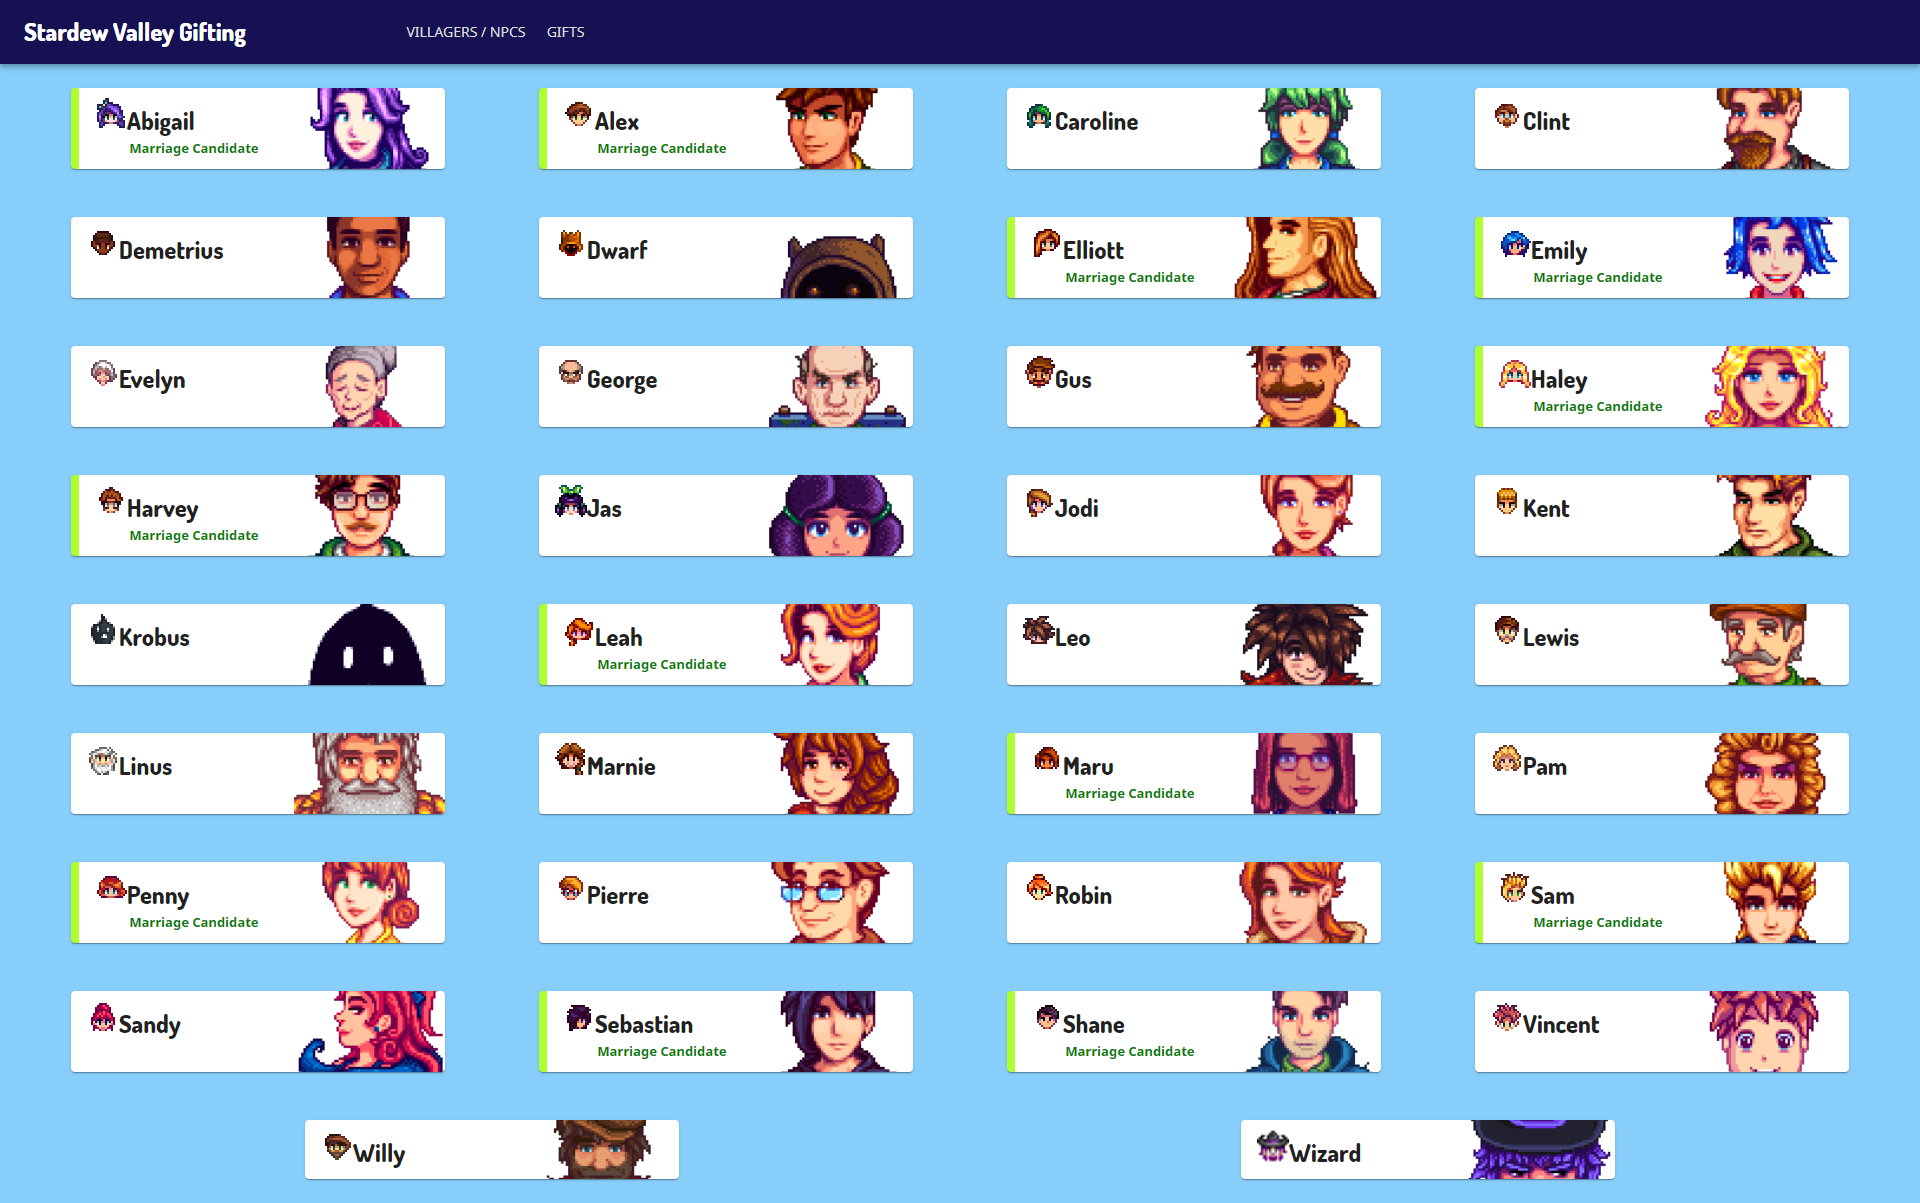 Stardew Valley Gifting
VILLAGERS / NPCS
GIFTS
Abigail
Marriage Candidate
Alex
Marriage Candidate
Caroline
Clint
Demetrius
Dwarf
Elliott
Marriage Candidate
Emily
Marriage Candidate
Evelyn
George
Gus
Haley
Marriage Candidate
Harvey
Marriage Candidate
Jas
Jodi
Kent
Krobus
Leah
Marriage Candidate
Leo
Lewis
Linus
Marnie
Maru
Marriage Candidate
Pam
Penny
Marriage Candidate
Pierre
Robin
Sam
Marriage Candidate
Sandy
Sebastian
Marriage Candidate
Shane
Marriage Candidate
Vincent
Willy
Wizard